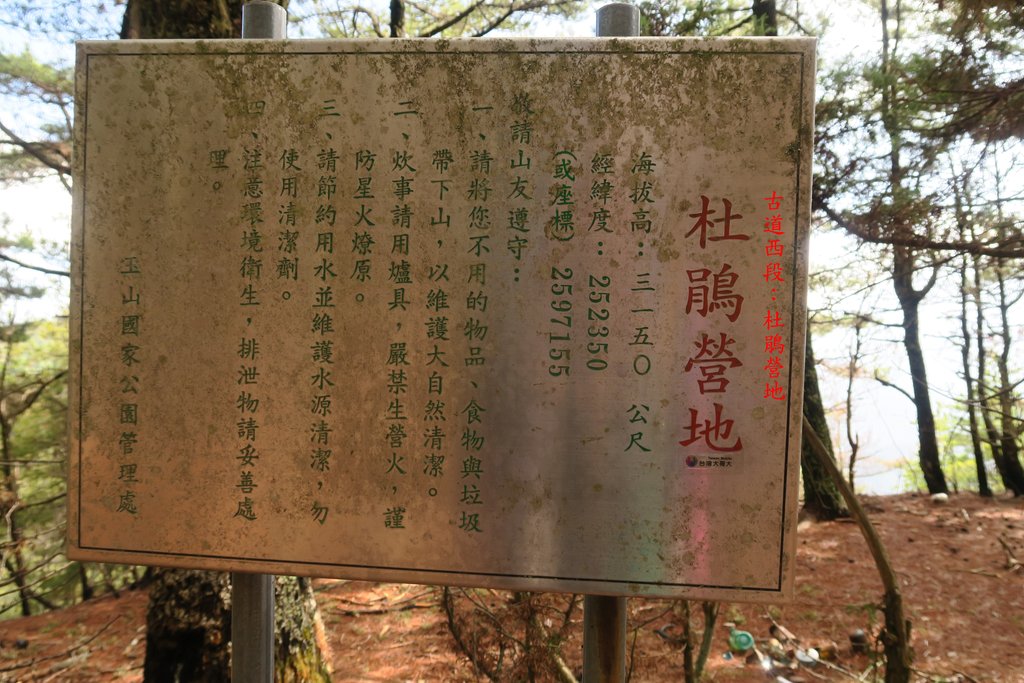 古道西段：杜鵑營地
杜鵑營地
台灣大哥大
海拔高：三一五０ 公尺
經緯度：252350
(或座標) 2597155
敬請山友遵守：
一、請將您不用的物品、食物與垃圾
帶下山，以維護大自然清潔。
二、炊事請用爐具，嚴禁生營火，謹
防星火燎原。
三、請節約用水並維護水源清潔，勿
使用清潔劑。
四、注意環境衛生，排泄物請妥善處
理。
玉山國家公園管理處